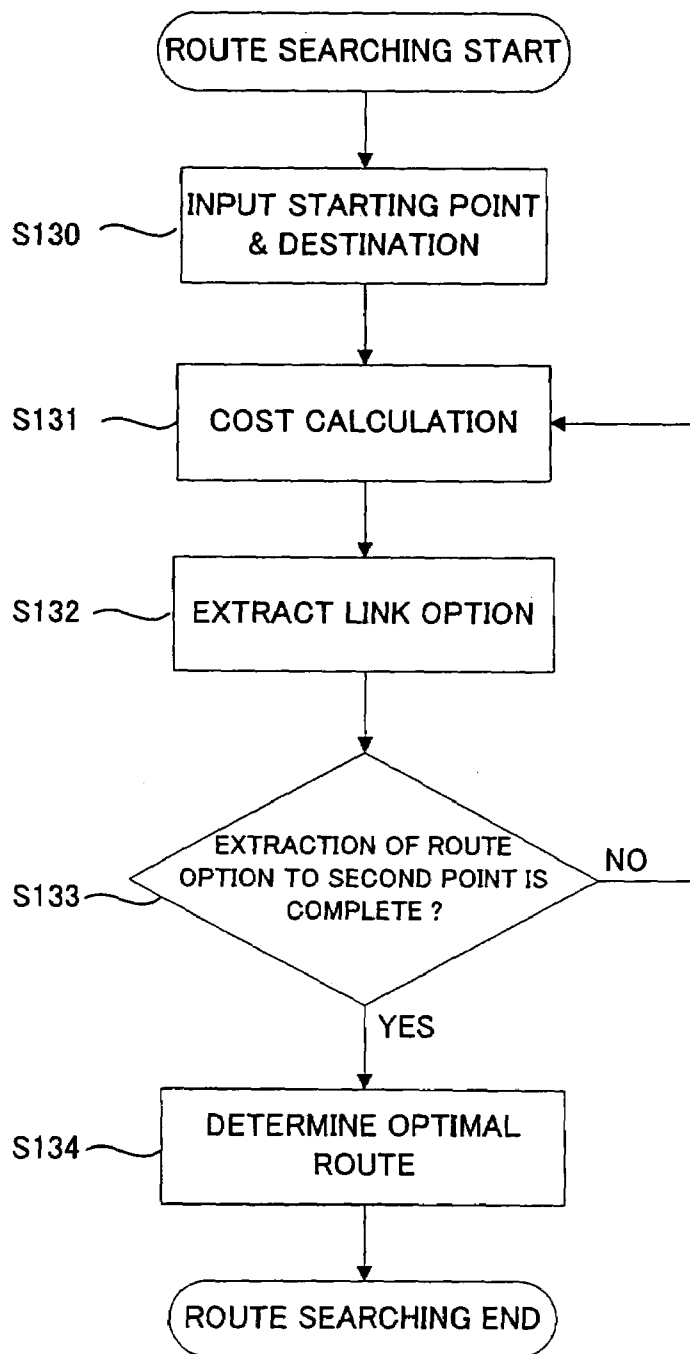 ROUTE SEARCHING START
S130
INPUT STARTING POINT
& DESTINATION
S131
COST CALCULATION
S132
EXTRACT LINK OPTION
S133
EXTRACTION OF ROUTE
OPTION TO SECOND POINT IS
COMPLETE ?
NO
YES
S134
DETERMINE OPTIMAL
ROUTE
ROUTE SEARCHING END